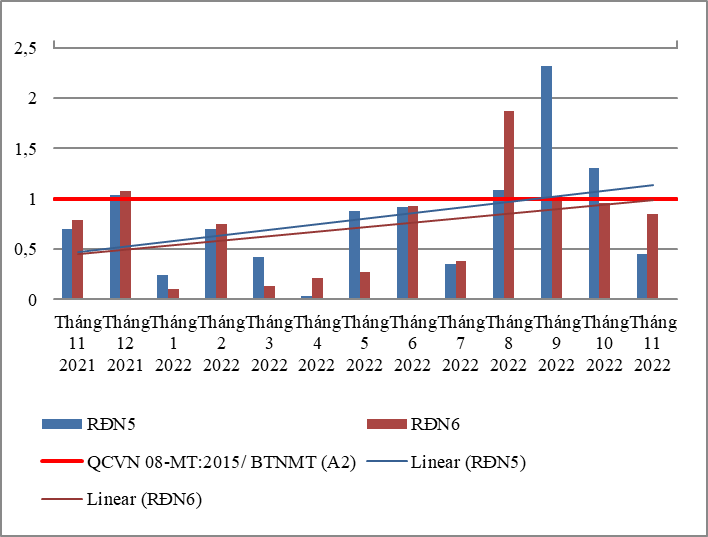 2,5
2
1,5
1
0,5
0
Tháng Tháng Tháng Tháng Tháng Tháng Tháng Tháng Tháng Tháng Tháng Tháng Tháng
11 12 1 2 3 4 5 6 7 8 9 10 11
2021 2021 2022 2022 2022 2022 2022 2022 2022 2022 2022 2022 2022
RĐN5 RĐN6
QCVN 08-MT:2015/ BTNMT (A2) Linear (RĐN5)
Linear (RĐN6)